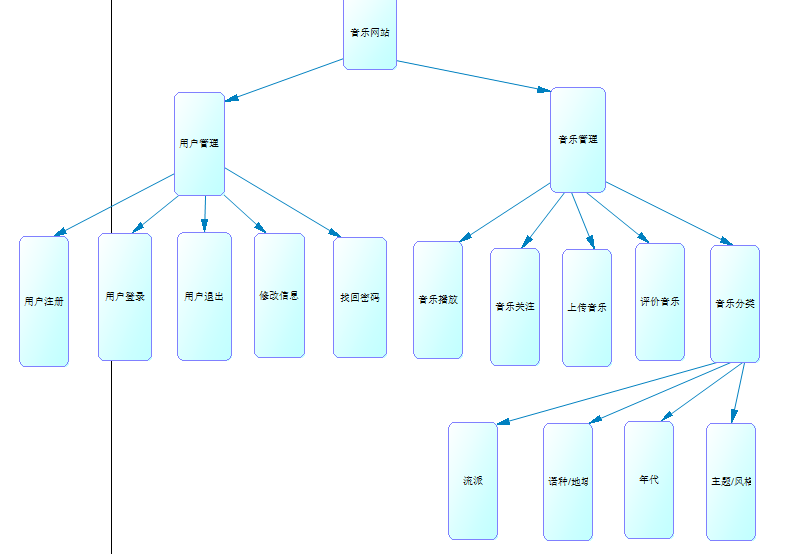 音乐网站
用户管理
音乐管理
用户注册
用户登录
用户退出
修改信息
找回密码
音乐播放
音乐关注
上传音乐
评价音乐
音乐分类
流派
语种/地域
年代
主题/风格